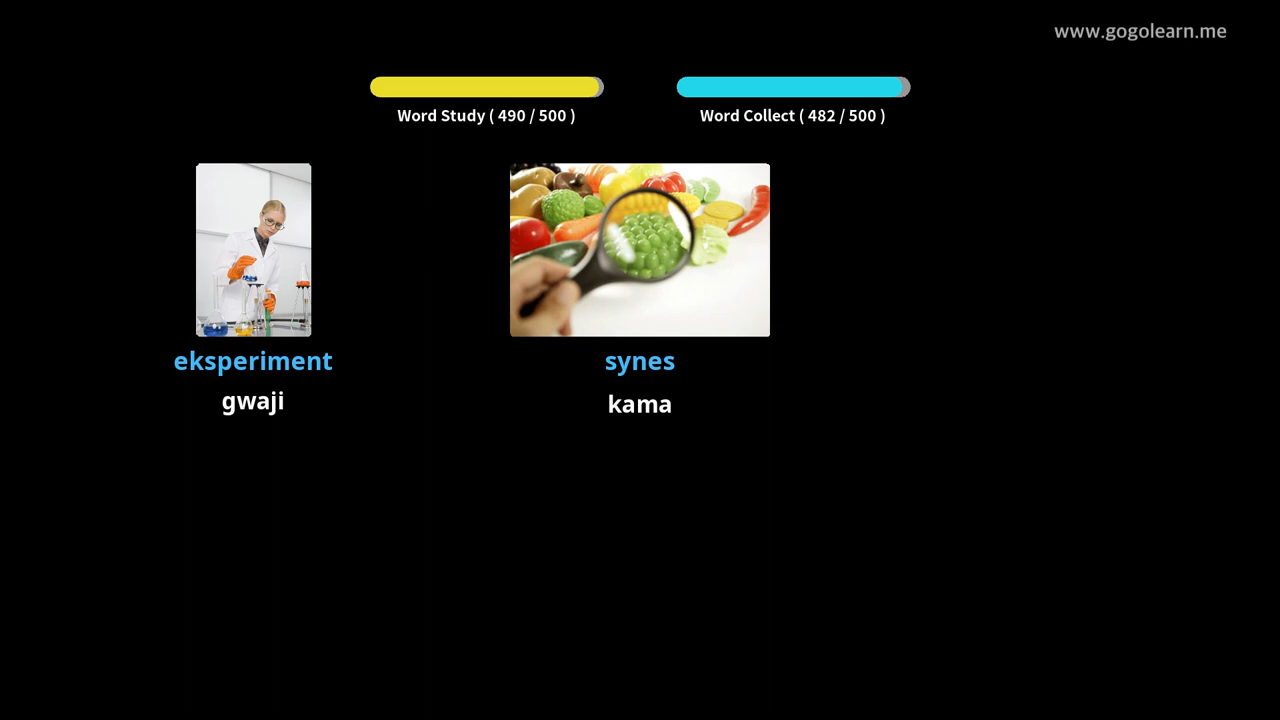 www.gogolearn.me
Word Study ( 490 / 500 )
Word Collect ( 482 / 500 )
eksperiment
gwaji
synes
kama